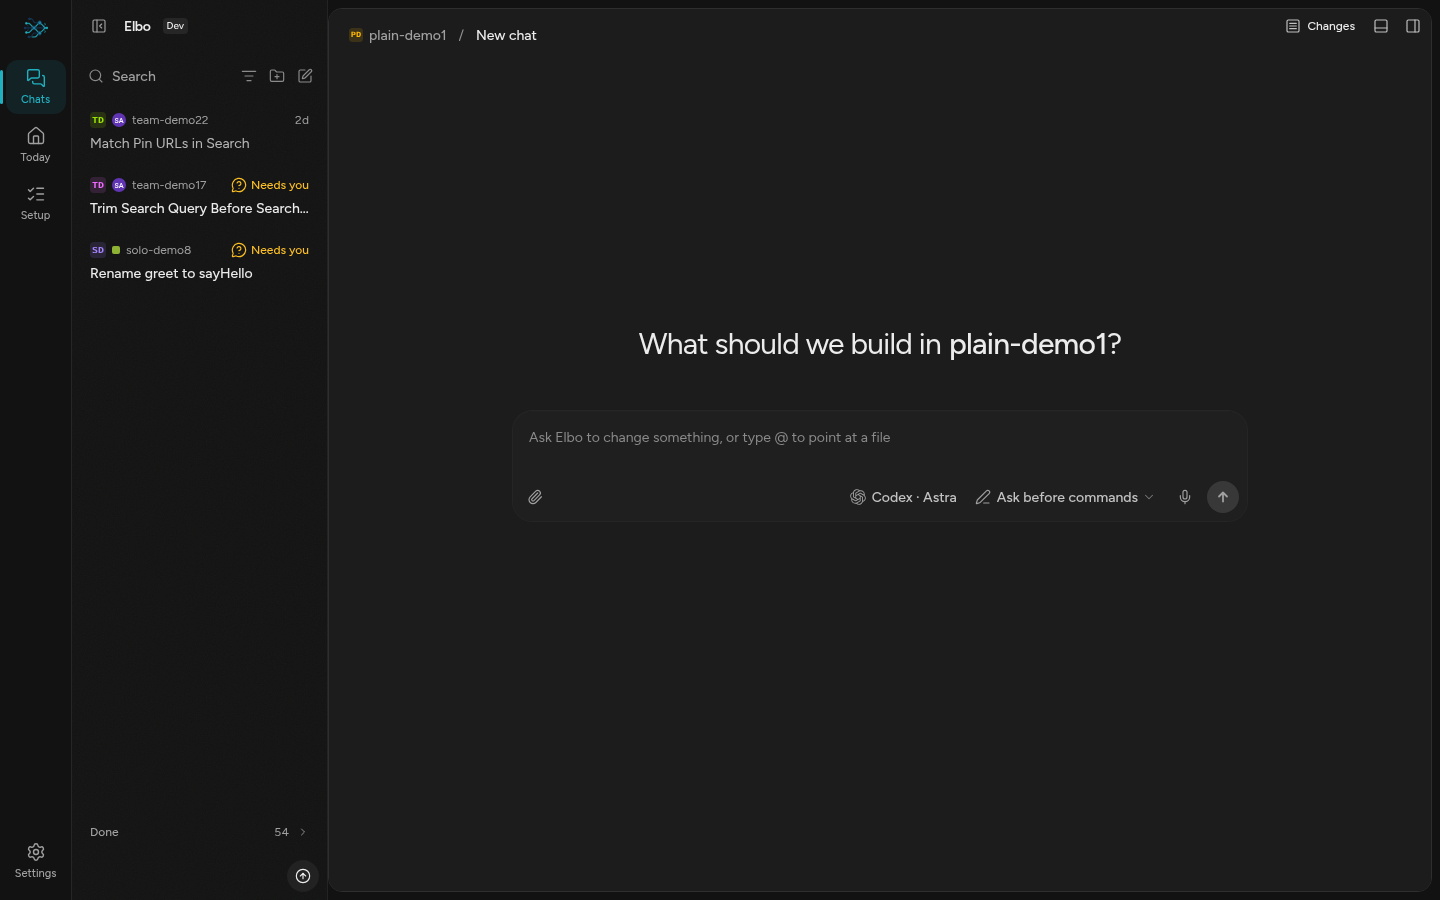 Elbo Dev
Changes
PD plain-demo1 / New chat
Search
Chats
TD SA team-demo22 2d
Match Pin URLs in Search
Today
TD SA team-demo17 Needs you
Trim Search Query Before Search...
Setup
SD solo-demo8 Needs you
Rename greet to sayHello
What should we build in plain-demo1?
Ask Elbo to change something, or type @ to point at a file
Codex · Astra Ask before commands
Done 54
Settings